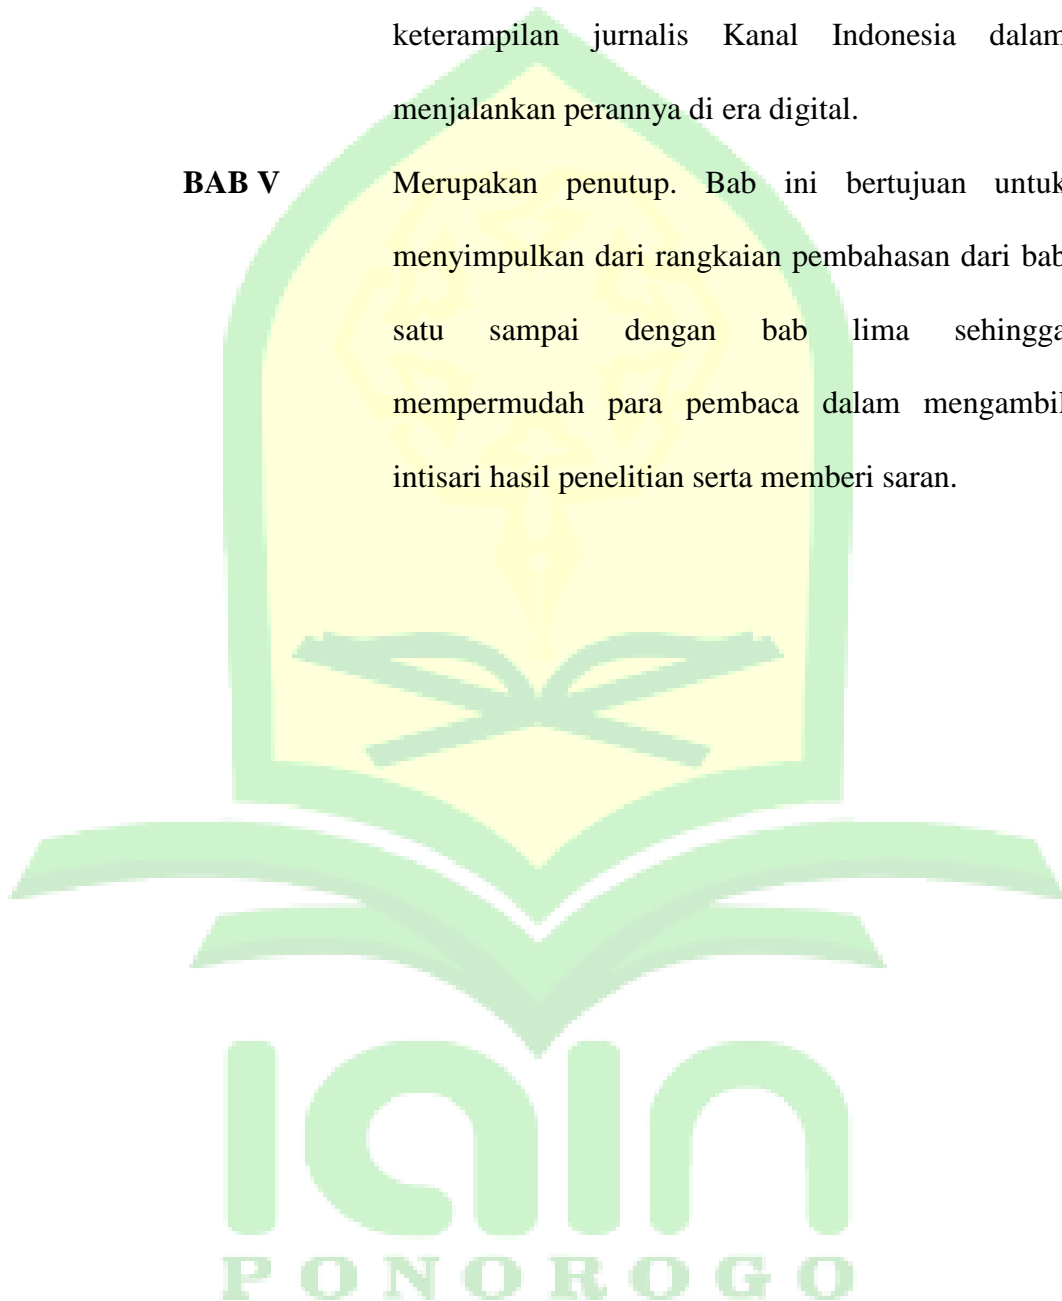 keterampilan jurnalis Kanal Indonesia dalam
menjalankan perannya di era digital.
BAB V Merupakan penutup. Bab ini bertujuan untuk
menyimpulkan dari rangkaian pembahasan dari bab
satu sampai dengan bab lima sehingga
mempermudah para pembaca dalam mengambil
intisari hasil penelitian serta memberi saran.
iain
PONOROGO